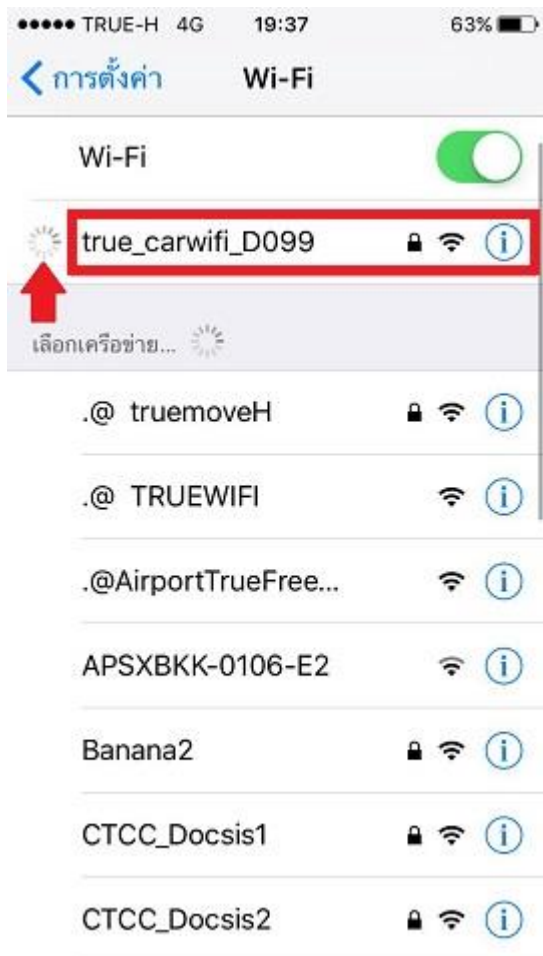 TRUE-H 4G 19:37 63%
การตั้งค่า Wi-Fi
Wi-Fi
true_carwifi_D099
เลือกเครือข่าย...
.@ truemoveH
.@ TRUEWIFI
.@AirportTrueFree...
APSXBKK-0106-E2
Banana2
CTCC_Docsis1
CTCC_Docsis2